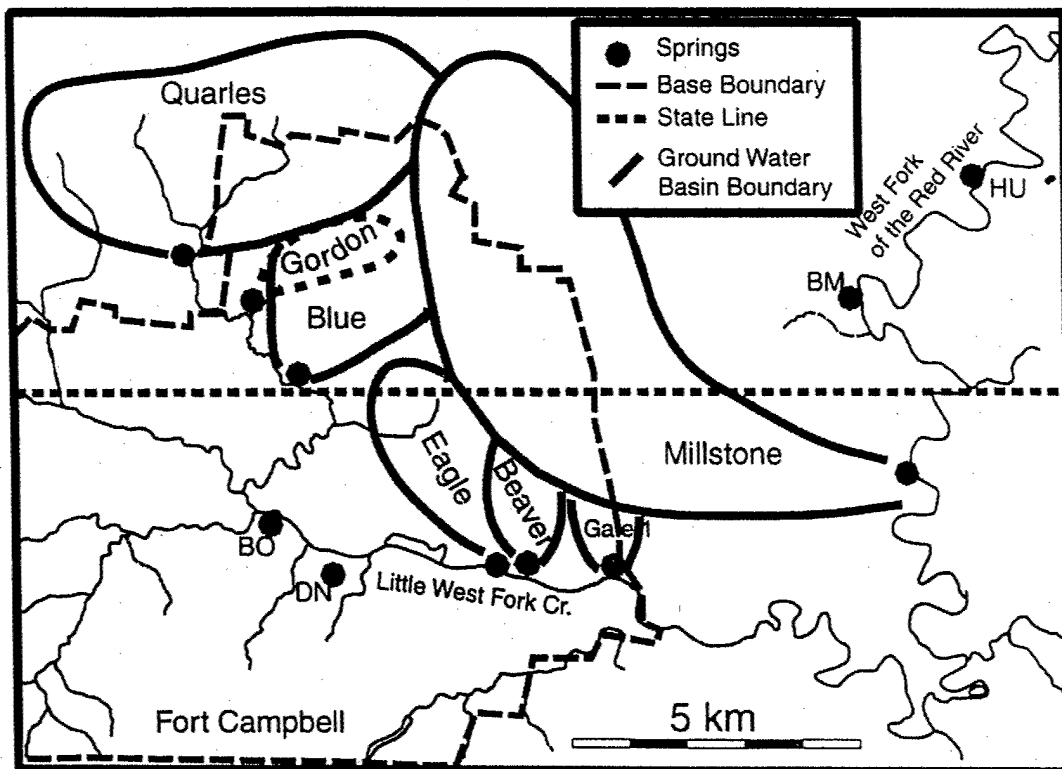 Springs
Base Boundary
State Line
Ground Water
Basin Boundary
Quarles
West Fork
of the Red River
HU
Gordon
BM
Blue
Eagle
Beaver
Millstone
Gate 1
BO
DN
Little West Fork Cr.
Fort Campbell
5 km